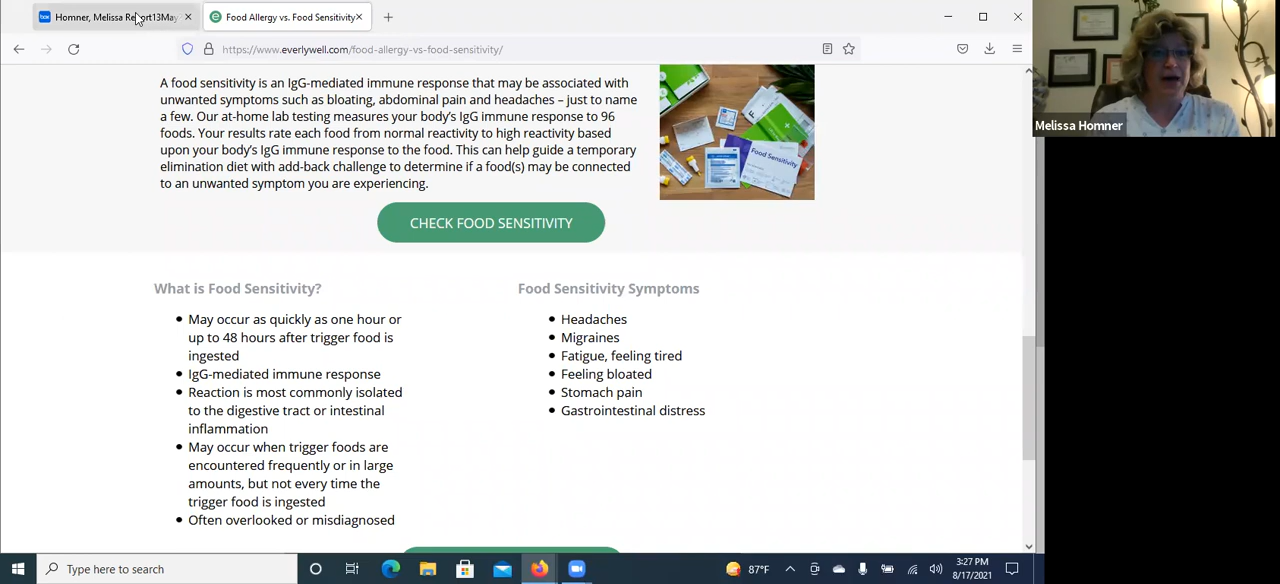 Homner, Melissa Report13May
Food Allergy vs. Food Sensitivity
https://www.everlywell.com/food-allergy-vs-food-sensitivity/
A food sensitivity is an IgG-mediated immune response that may be associated with
unwanted symptoms such as bloating, abdominal pain and headaches – just to name
a few. Our at-home lab testing measures your body's IgG immune response to 96
foods. Your results rate each food from normal reactivity to high reactivity based
upon your body's IgG immune response to the food. This can help guide a temporary
elimination diet with add-back challenge to determine if a food(s) may be connected
to an unwanted symptom you are experiencing.
Food Sensitivity
CHECK FOOD SENSITIVITY
What is Food Sensitivity?
May occur as quickly as one hour or
up to 48 hours after trigger food is
ingested
IgG-mediated immune response
Reaction is most commonly isolated
to the digestive tract or intestinal
inflammation
May occur when trigger foods are
encountered frequently or in large
amounts, but not every time the
trigger food is ingested
Often overlooked or misdiagnosed
Food Sensitivity Symptoms
Headaches
Migraines
Fatigue, feeling tired
Feeling bloated
Stomach pain
Gastrointestinal distress
Melissa Homner
Type here to search
87°F
3:27 PM
8/17/2021